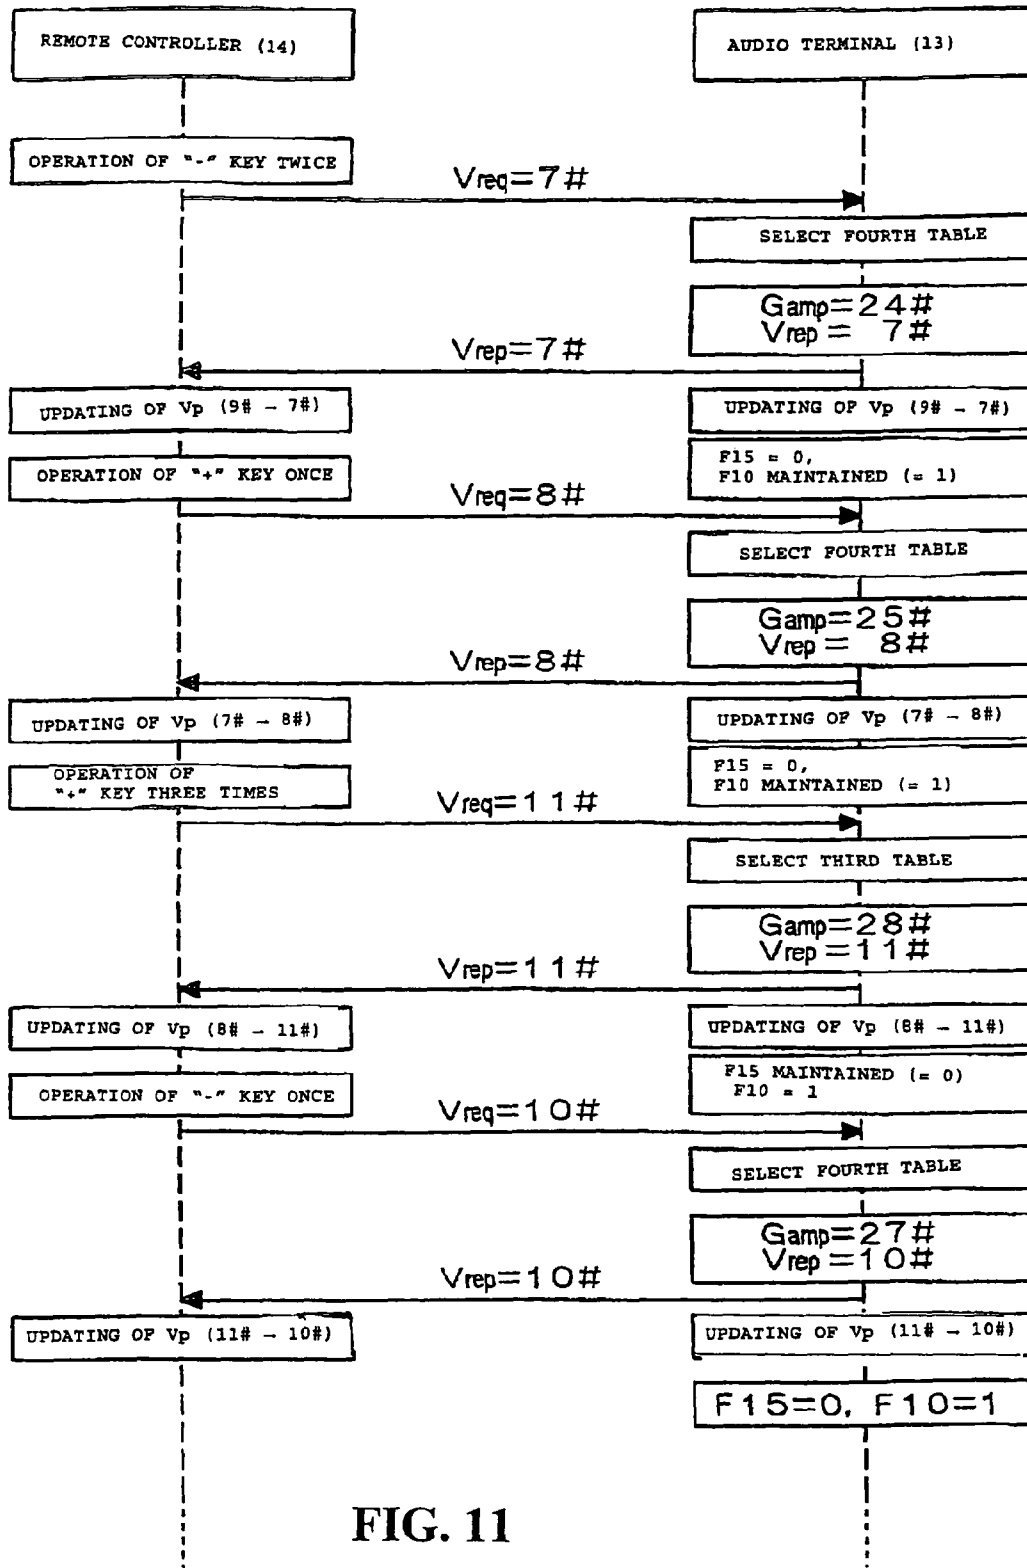 REMOTE CONTROLLER (14)
AUDIO TERMINAL (13)
OPERATION OF "-" KEY TWICE
Vreq=7#
SELECT FOURTH TABLE
Gamp=24#
Vrep= 7#
Vrep=7#
UPDATING OF Vp (9# – 7#)
UPDATING OF Vp (9# – 7#)
OPERATION OF "+" KEY ONCE
F15 = 0,
F10 MAINTAINED (= 1)
Vreq=8#
SELECT FOURTH TABLE
Gamp=25#
Vrep= 8#
Vrep=8#
UPDATING OF Vp (7# – 8#)
UPDATING OF Vp (7# – 8#)
OPERATION OF
"+" KEY THREE TIMES
F15 = 0,
F10 MAINTAINED (= 1)
Vreq=11#
SELECT THIRD TABLE
Gamp=28#
Vrep=11#
Vrep=11#
UPDATING OF Vp (8# – 11#)
UPDATING OF Vp (8# – 11#)
OPERATION OF "-" KEY ONCE
F15 MAINTAINED (= 0)
F10 = 1
Vreq=10#
SELECT FOURTH TABLE
Gamp=27#
Vrep=10#
Vrep=10#
UPDATING OF Vp (11# – 10#)
UPDATING OF Vp (11# – 10#)
F15=0, F10=1
FIG. 11